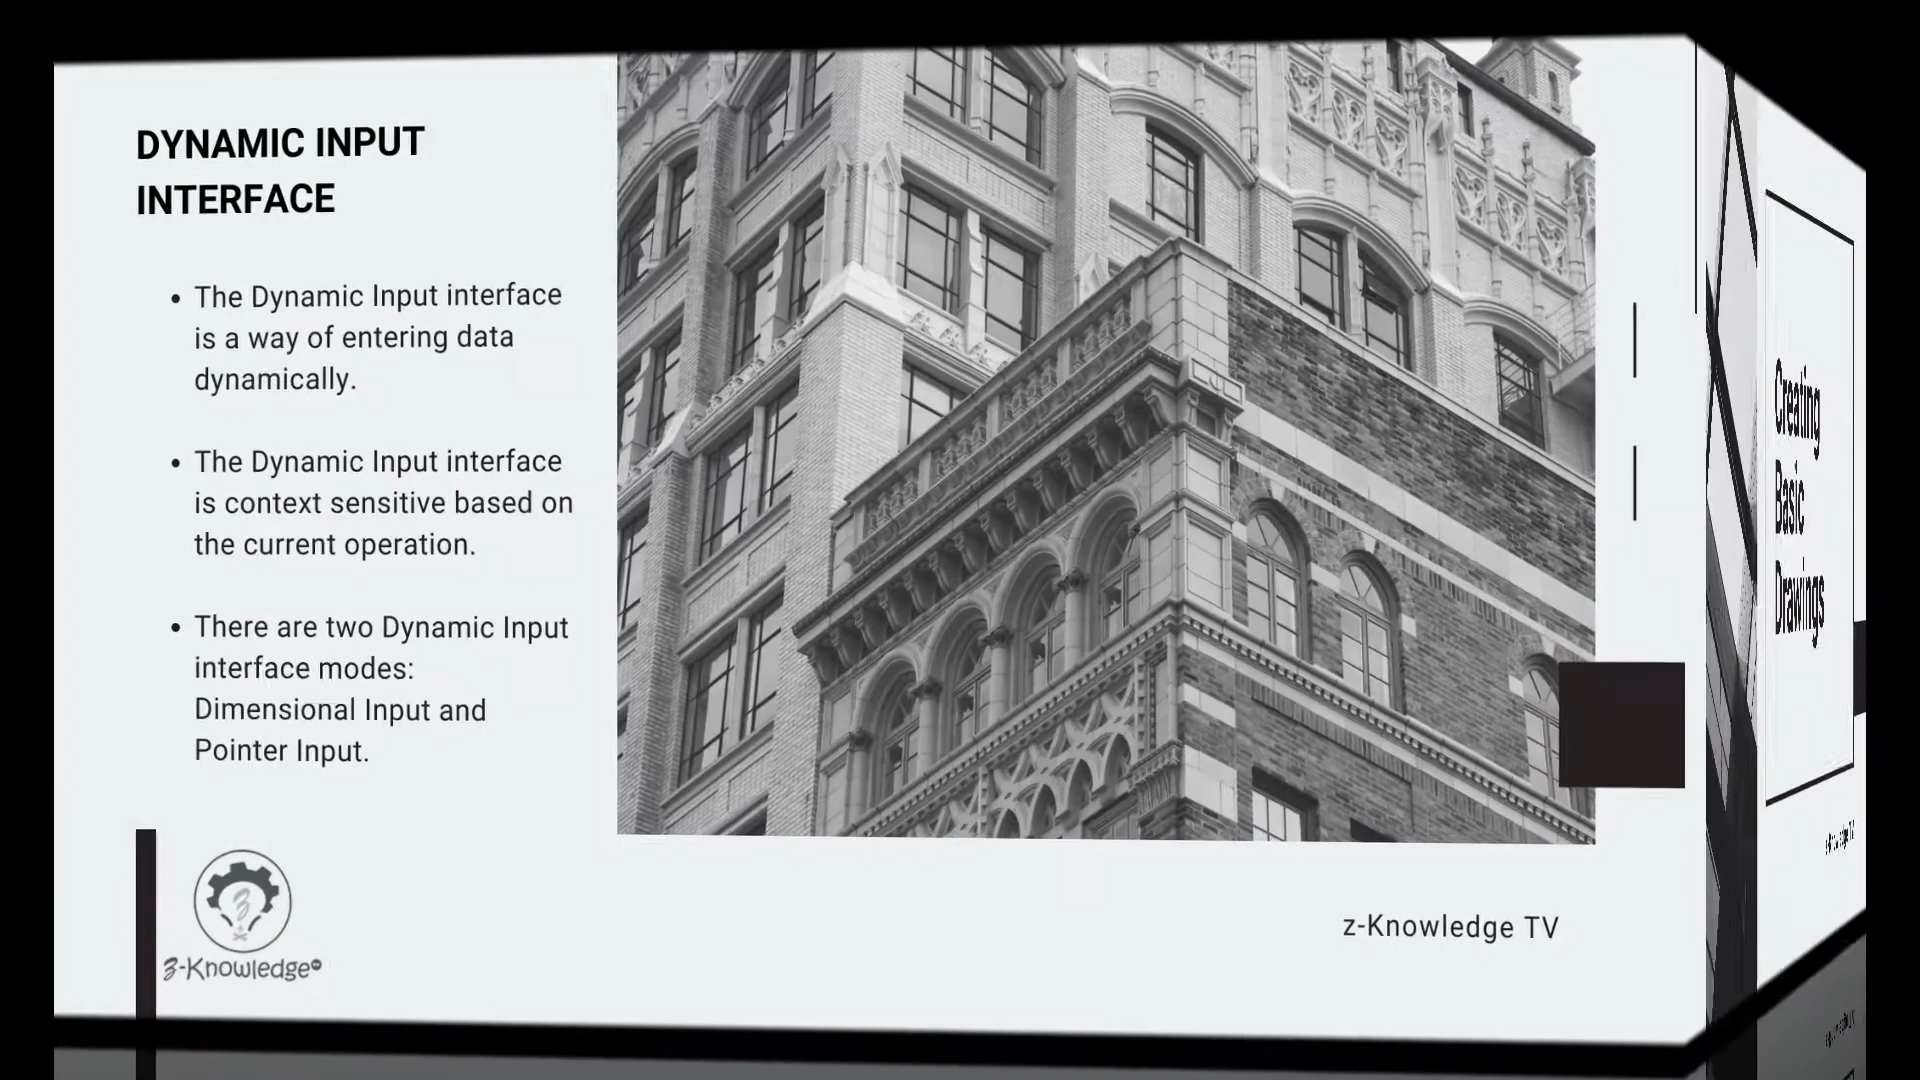 DYNAMIC INPUT
INTERFACE
• The Dynamic Input interface
is a way of entering data
dynamically.
• The Dynamic Input interface
is context sensitive based on
the current operation.
• There are two Dynamic Input
interface modes:
Dimensional Input and
Pointer Input.
z-Knowledge
z-Knowledge TV
Creating
Basic
Drawings